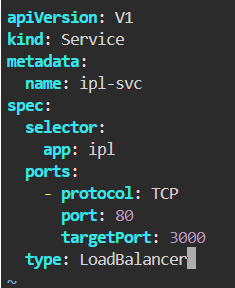 apiVersion: V1
kind: Service
metadata:
  name: ipl-svc
spec:
  selector:
    app: ipl
  ports:
    - protocol: TCP
      port: 80
      targetPort: 3000
  type: LoadBalancer
~